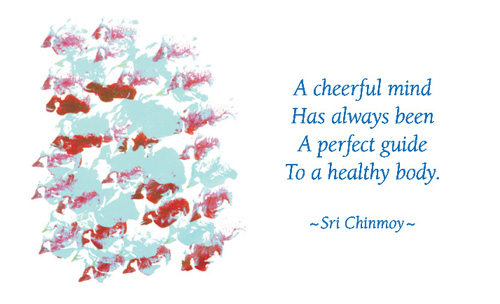 A cheerful mind
Has always been
A perfect guide
To a healthy body.
~Sri Chinmoy~